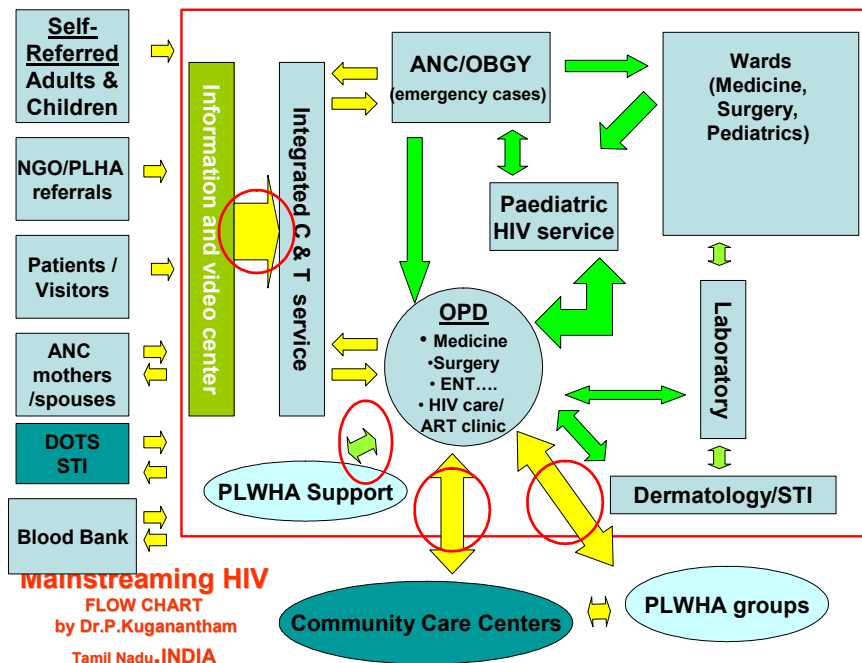 Self-
Referred
Adults &
Children
NGO/PLHA
referrals
Patients /
Visitors
ANC
mothers
/spouses
DOTS
STI
Blood Bank
Information and video center
Integrated C & T service
ANC/OBGY
(emergency cases)
Wards
(Medicine,
Surgery,
Pediatrics)
Paediatric
HIV service
OPD
• Medicine
•Surgery
• ENT....
• HIV care/
ART clinic
Laboratory
PLWHA Support
Dermatology/STI
Community Care Centers
PLWHA groups
Mainstreaming HIV
FLOW CHART
by Dr.P.Kuganantham
Tamil Nadu.INDIA